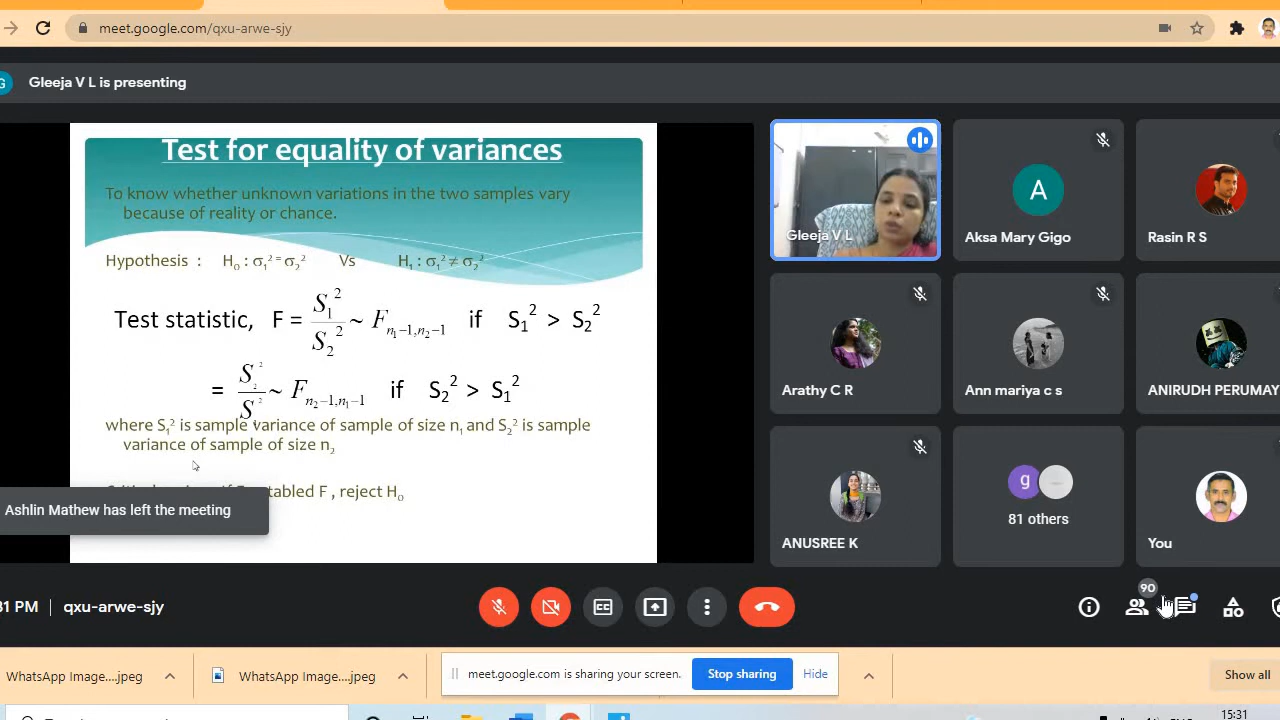 meet.google.com/qxu-arwe-sjy
G
Gleeja V L is presenting
Test for equality of variances
To know whether unknown variations in the two samples vary
because of reality or chance.
Hypothesis : H₀ : σ₁² = σ₂² Vs H₁ : σ₁² ≠ σ₂²
Test statistic, F = S₁² / S₂² ~ Fₙ₁₋₁,ₙ₂₋₁ if S₁² > S₂²
= S₂² / S₁² ~ Fₙ₂₋₁,ₙ₁₋₁ if S₂² > S₁²
where S₁² is sample variance of sample of size n₁ and S₂² is sample
variance of sample of size n₂
tabled F , reject H₀
Ashlin Mathew has left the meeting
Gleeja V L
A
Aksa Mary Gigo
Rasin R S
Arathy C R
Ann mariya c s
ANIRUDH PERUMAY
ANUSREE K
g
81 others
You
31 PM | qxu-arwe-sjy
CC
90
WhatsApp Image....jpeg
WhatsApp Image....jpeg
meet.google.com is sharing your screen.
Stop sharing
Hide
Show all
15:31